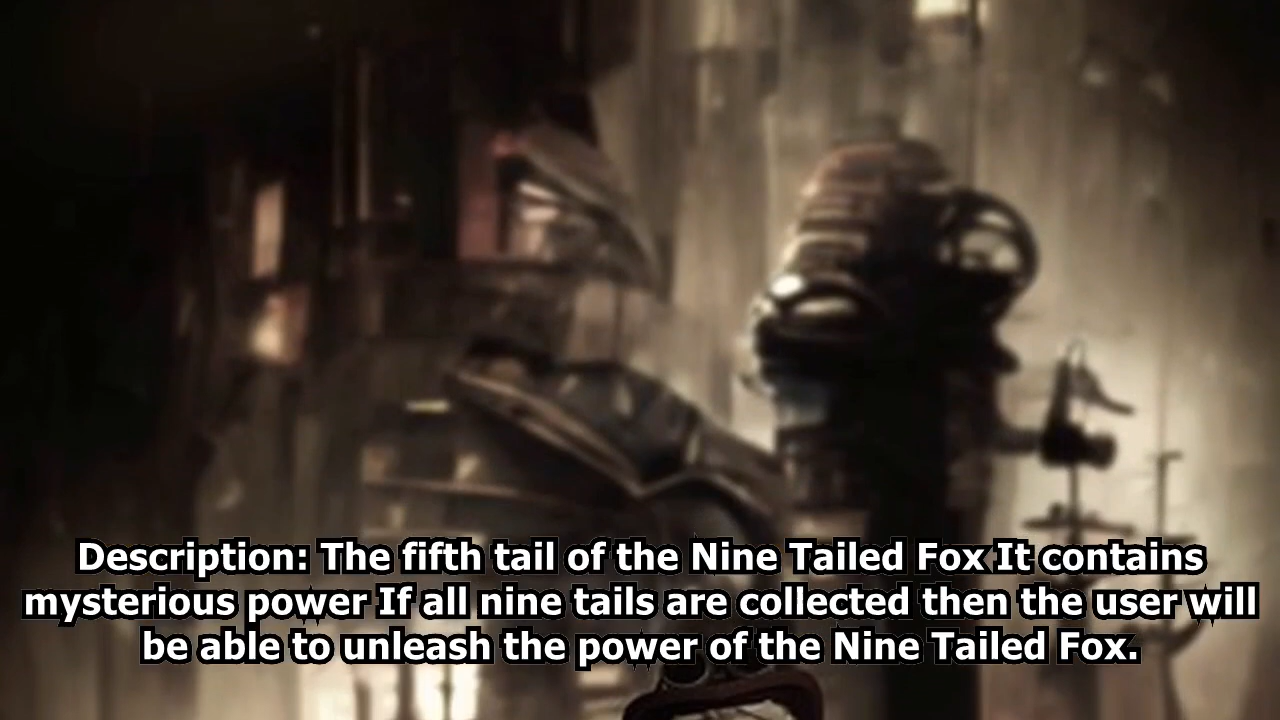 Description: The fifth tail of the Nine Tailed Fox It contains
mysterious power If all nine tails are collected then the user will
be able to unleash the power of the Nine Tailed Fox.